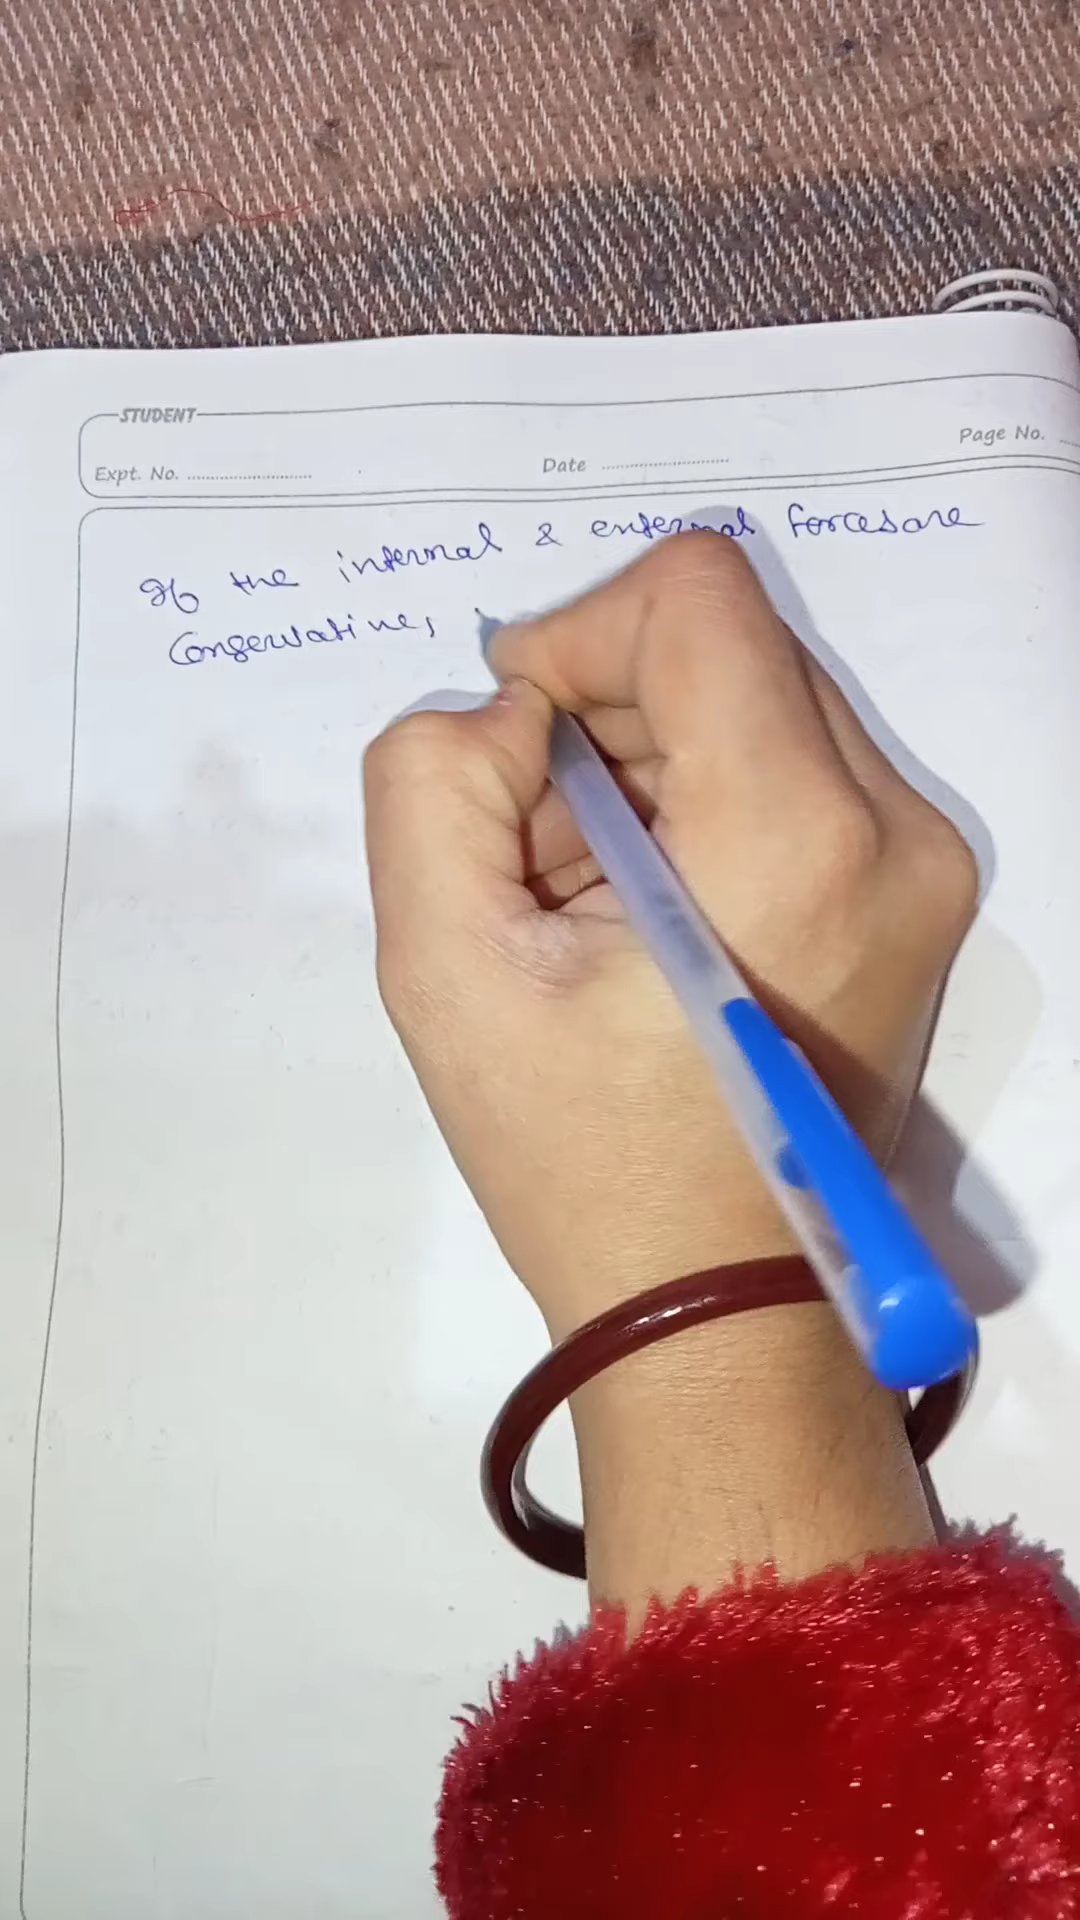 STUDENT
Expt. No. Date Page No.
If the internal & external forces are
Conservative,